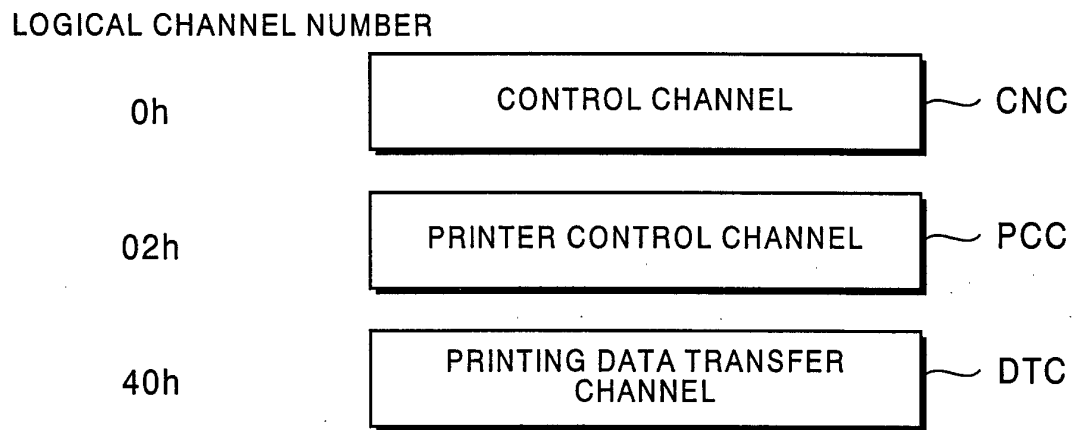 LOGICAL CHANNEL NUMBER
0h CONTROL CHANNEL CNC
02h PRINTER CONTROL CHANNEL PCC
40h PRINTING DATA TRANSFER CHANNEL DTC